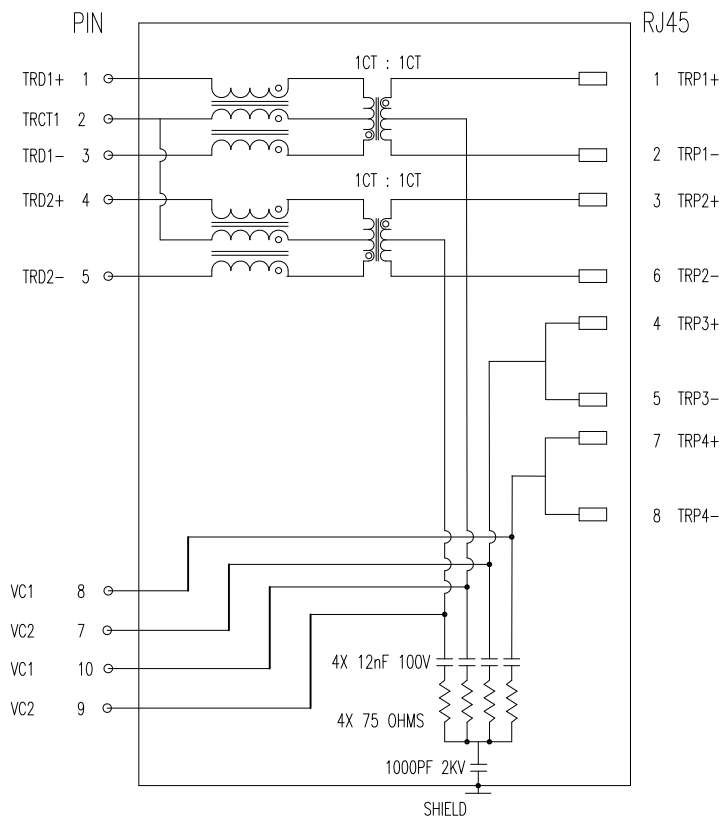 PIN RJ45
1CT : 1CT
TRD1+ 1 1 TRP1+
TRCT1 2
TRD1- 3 2 TRP1-
1CT : 1CT
TRD2+ 4 3 TRP2+
TRD2- 5 6 TRP2-
4 TRP3+
5 TRP3-
7 TRP4+
8 TRP4-
VC1 8
VC2 7
VC1 10
4X 12nF 100V
VC2 9
4X 75 OHMS
1000PF 2KV
SHIELD